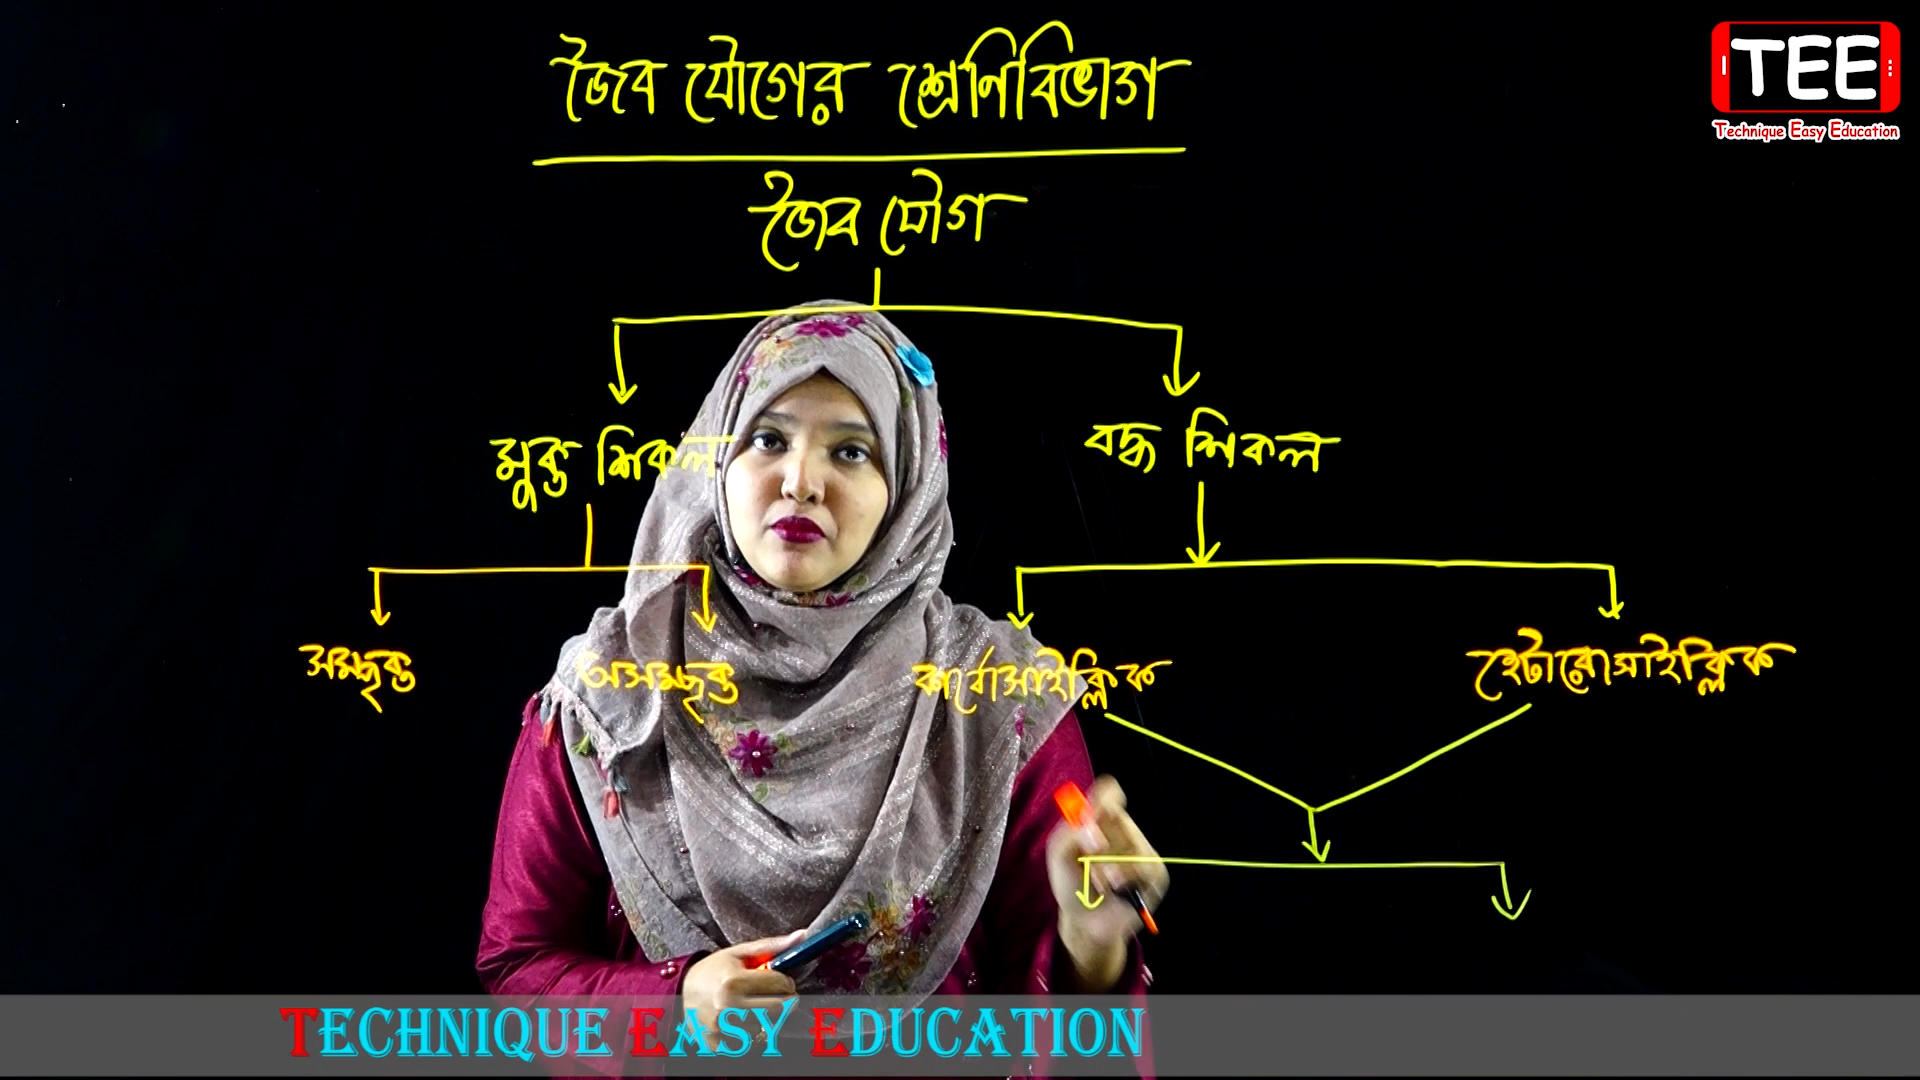 জৈব যৌগের শ্রেণিবিভাগ
TEE
Technique Easy Education
জৈব যৌগ
মুক্ত শিকল
বদ্ধ শিকল
সম্পৃক্ত
অসম্পৃক্ত
কার্বোসাইক্লিক
হেটারোসাইক্লিক
TECHNIQUE EASY EDUCATION